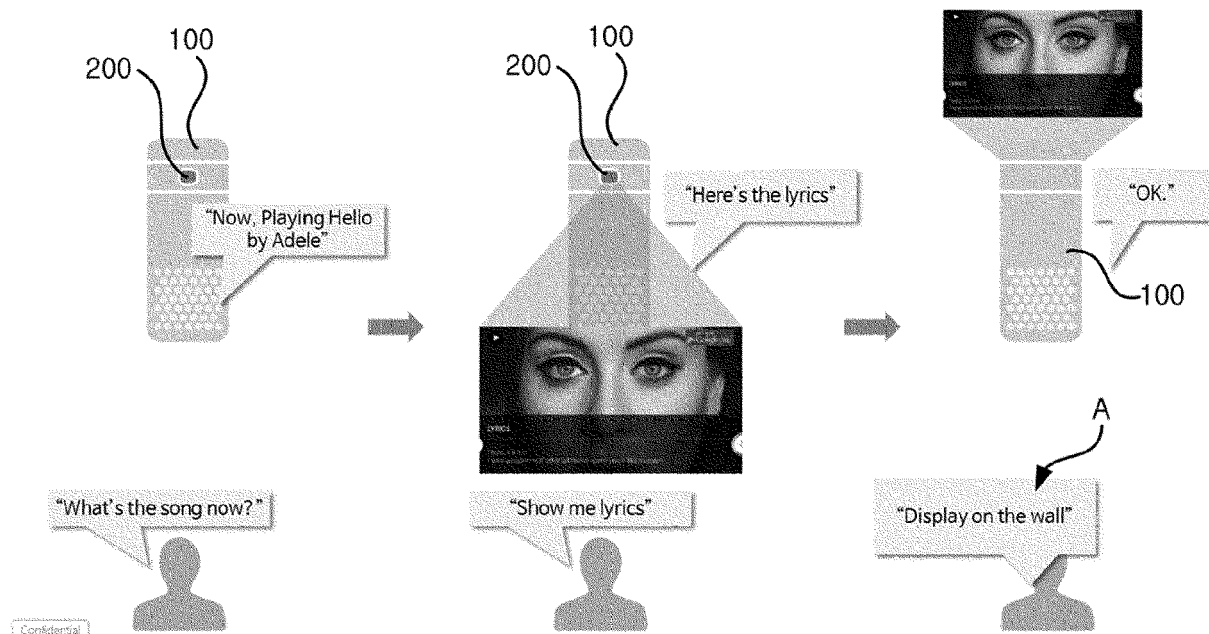 100
200
"Now, Playing Hello
by Adele"
"What's the song now?"
100
200
"Here's the lyrics"
LYRICS
"Show me lyrics"
"OK."
100
A
"Display on the wall"
Confidential